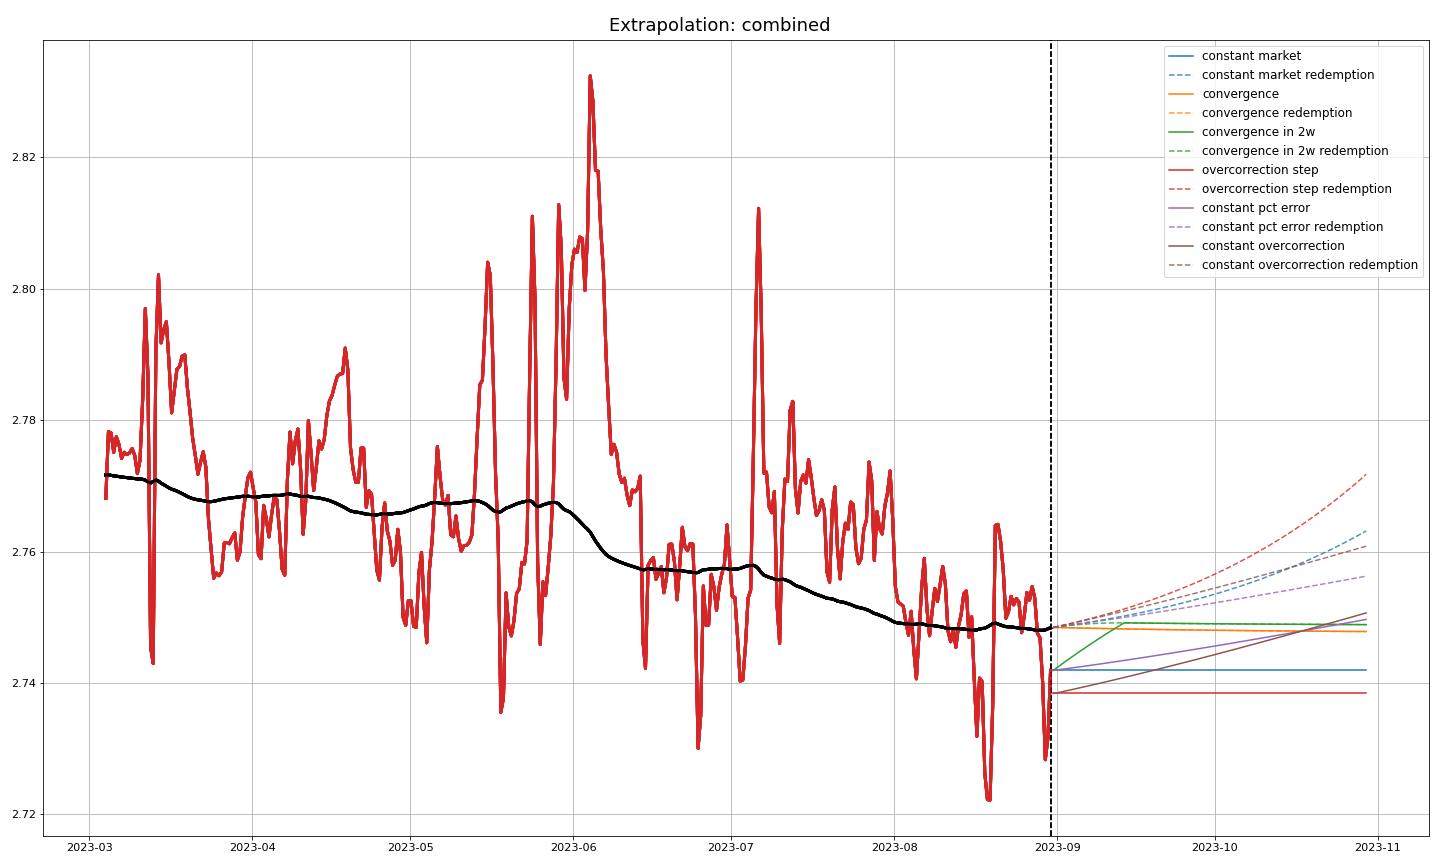 Extrapolation: combined
constant market
constant market redemption
convergence
convergence redemption
convergence in 2w
convergence in 2w redemption
overcorrection step
overcorrection step redemption
constant pct error
constant pct error redemption
constant overcorrection
constant overcorrection redemption
2.82
2.80
2.78
2.76
2.74
2.72
2023-03 2023-04 2023-05 2023-06 2023-07 2023-08 2023-09 2023-10 2023-11